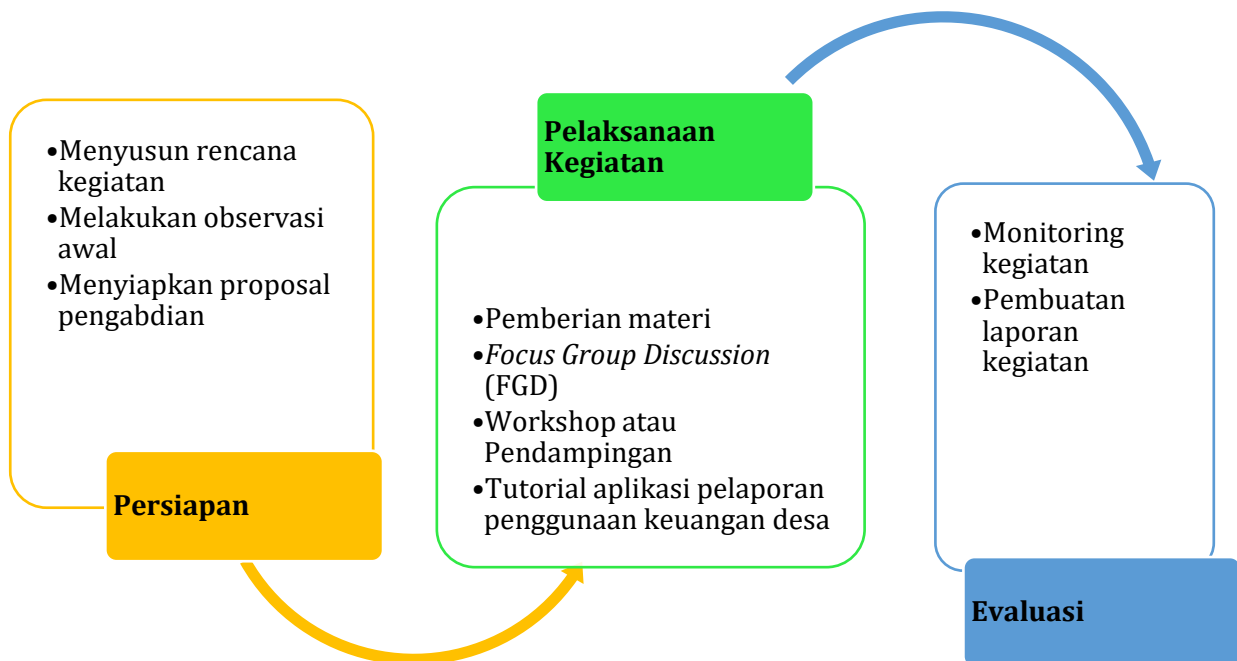 •Menyusun rencana
kegiatan
•Melakukan observasi
awal
•Menyiapkan proposal
pengabdian
Persiapan
Pelaksanaan
Kegiatan
•Pemberian materi
•Focus Group Discussion
(FGD)
•Workshop atau
Pendampingan
•Tutorial aplikasi pelaporan
penggunaan keuangan desa
•Monitoring
kegiatan
•Pembuatan
laporan
kegiatan
Evaluasi